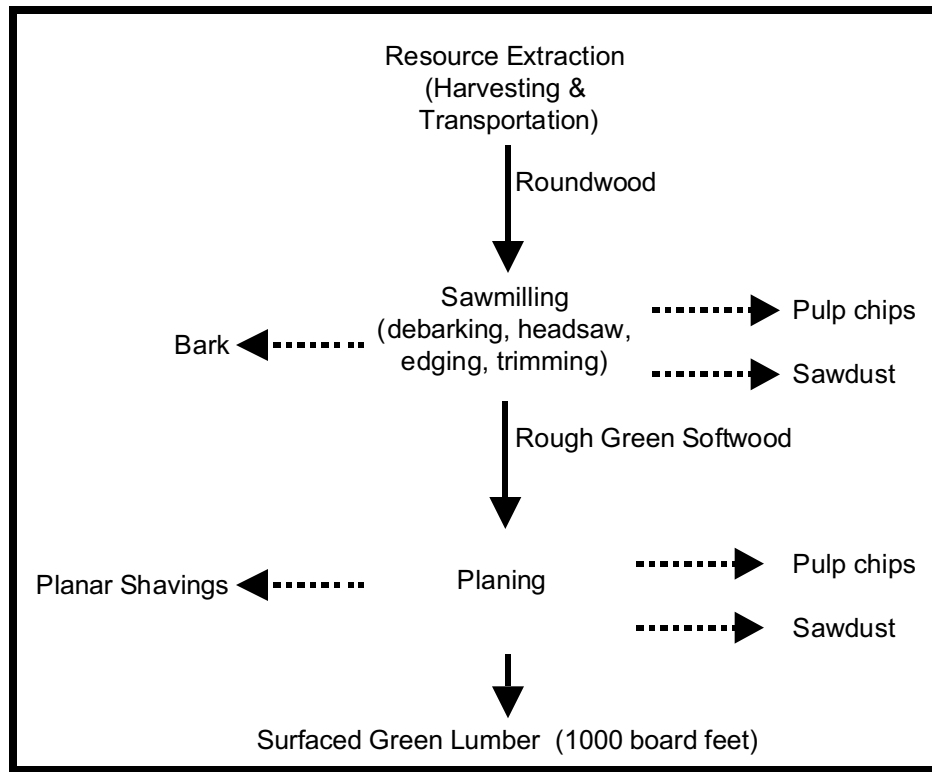 Resource Extraction
(Harvesting &
Transportation)
Roundwood
Sawmilling
(debarking, headsaw,
edging, trimming)
Bark
Pulp chips
Sawdust
Rough Green Softwood
Planing
Planar Shavings
Pulp chips
Sawdust
Surfaced Green Lumber (1000 board feet)